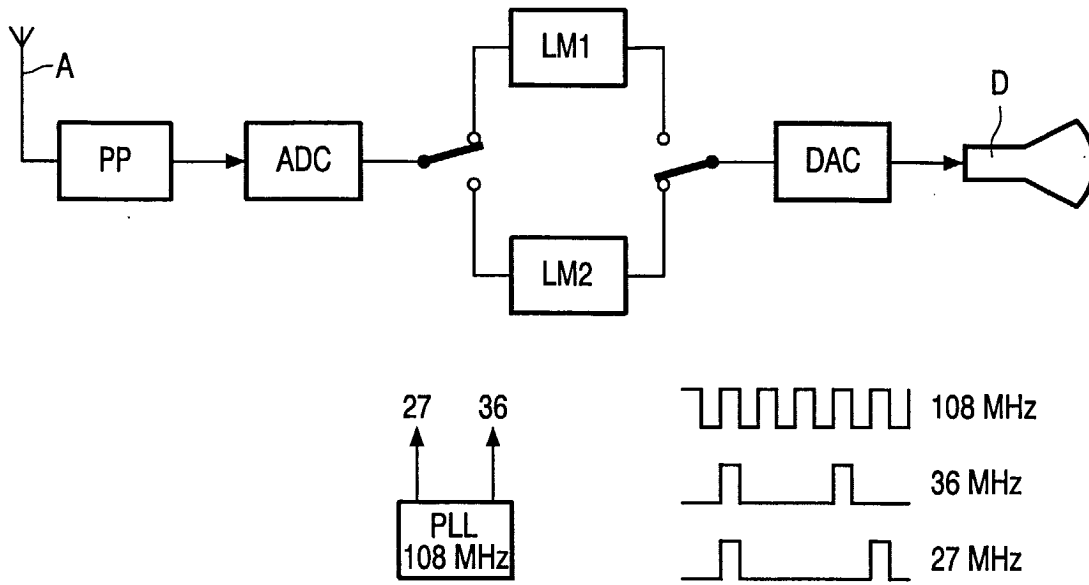 A
LM1
D
PP
ADC
DAC
LM2
27
36
108 MHz
PLL
108 MHz
36 MHz
27 MHz